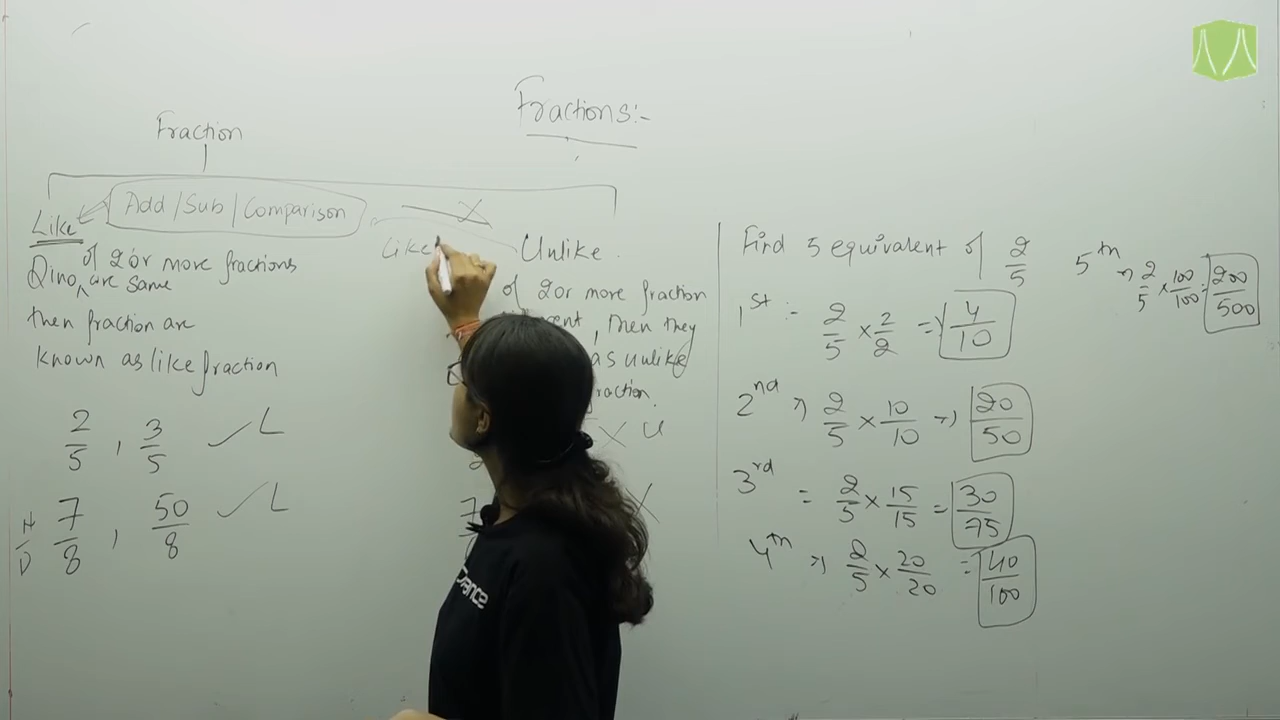 Fractions:-
Fraction
Add/Sub/Comparison
Like
of 2 or more fractions
Dino are same
then fraction are
known as like fraction
2/5 , 3/5 ✓ L
N/D 7/8 , 50/8 ✓ L
Like
Unlike
of 2 or more fraction
, then they
as unlike
X U
7
X
Find 5 equivalent of 2/5
1st :- 2/5 × 2/2 = 4/10
2nd → 2/5 × 10/10 → 20/50
3rd = 2/5 × 15/15 = 30/75
4th → 2/5 × 20/20 = 40/100
5th → 2/5 × 100/100 = 200/500